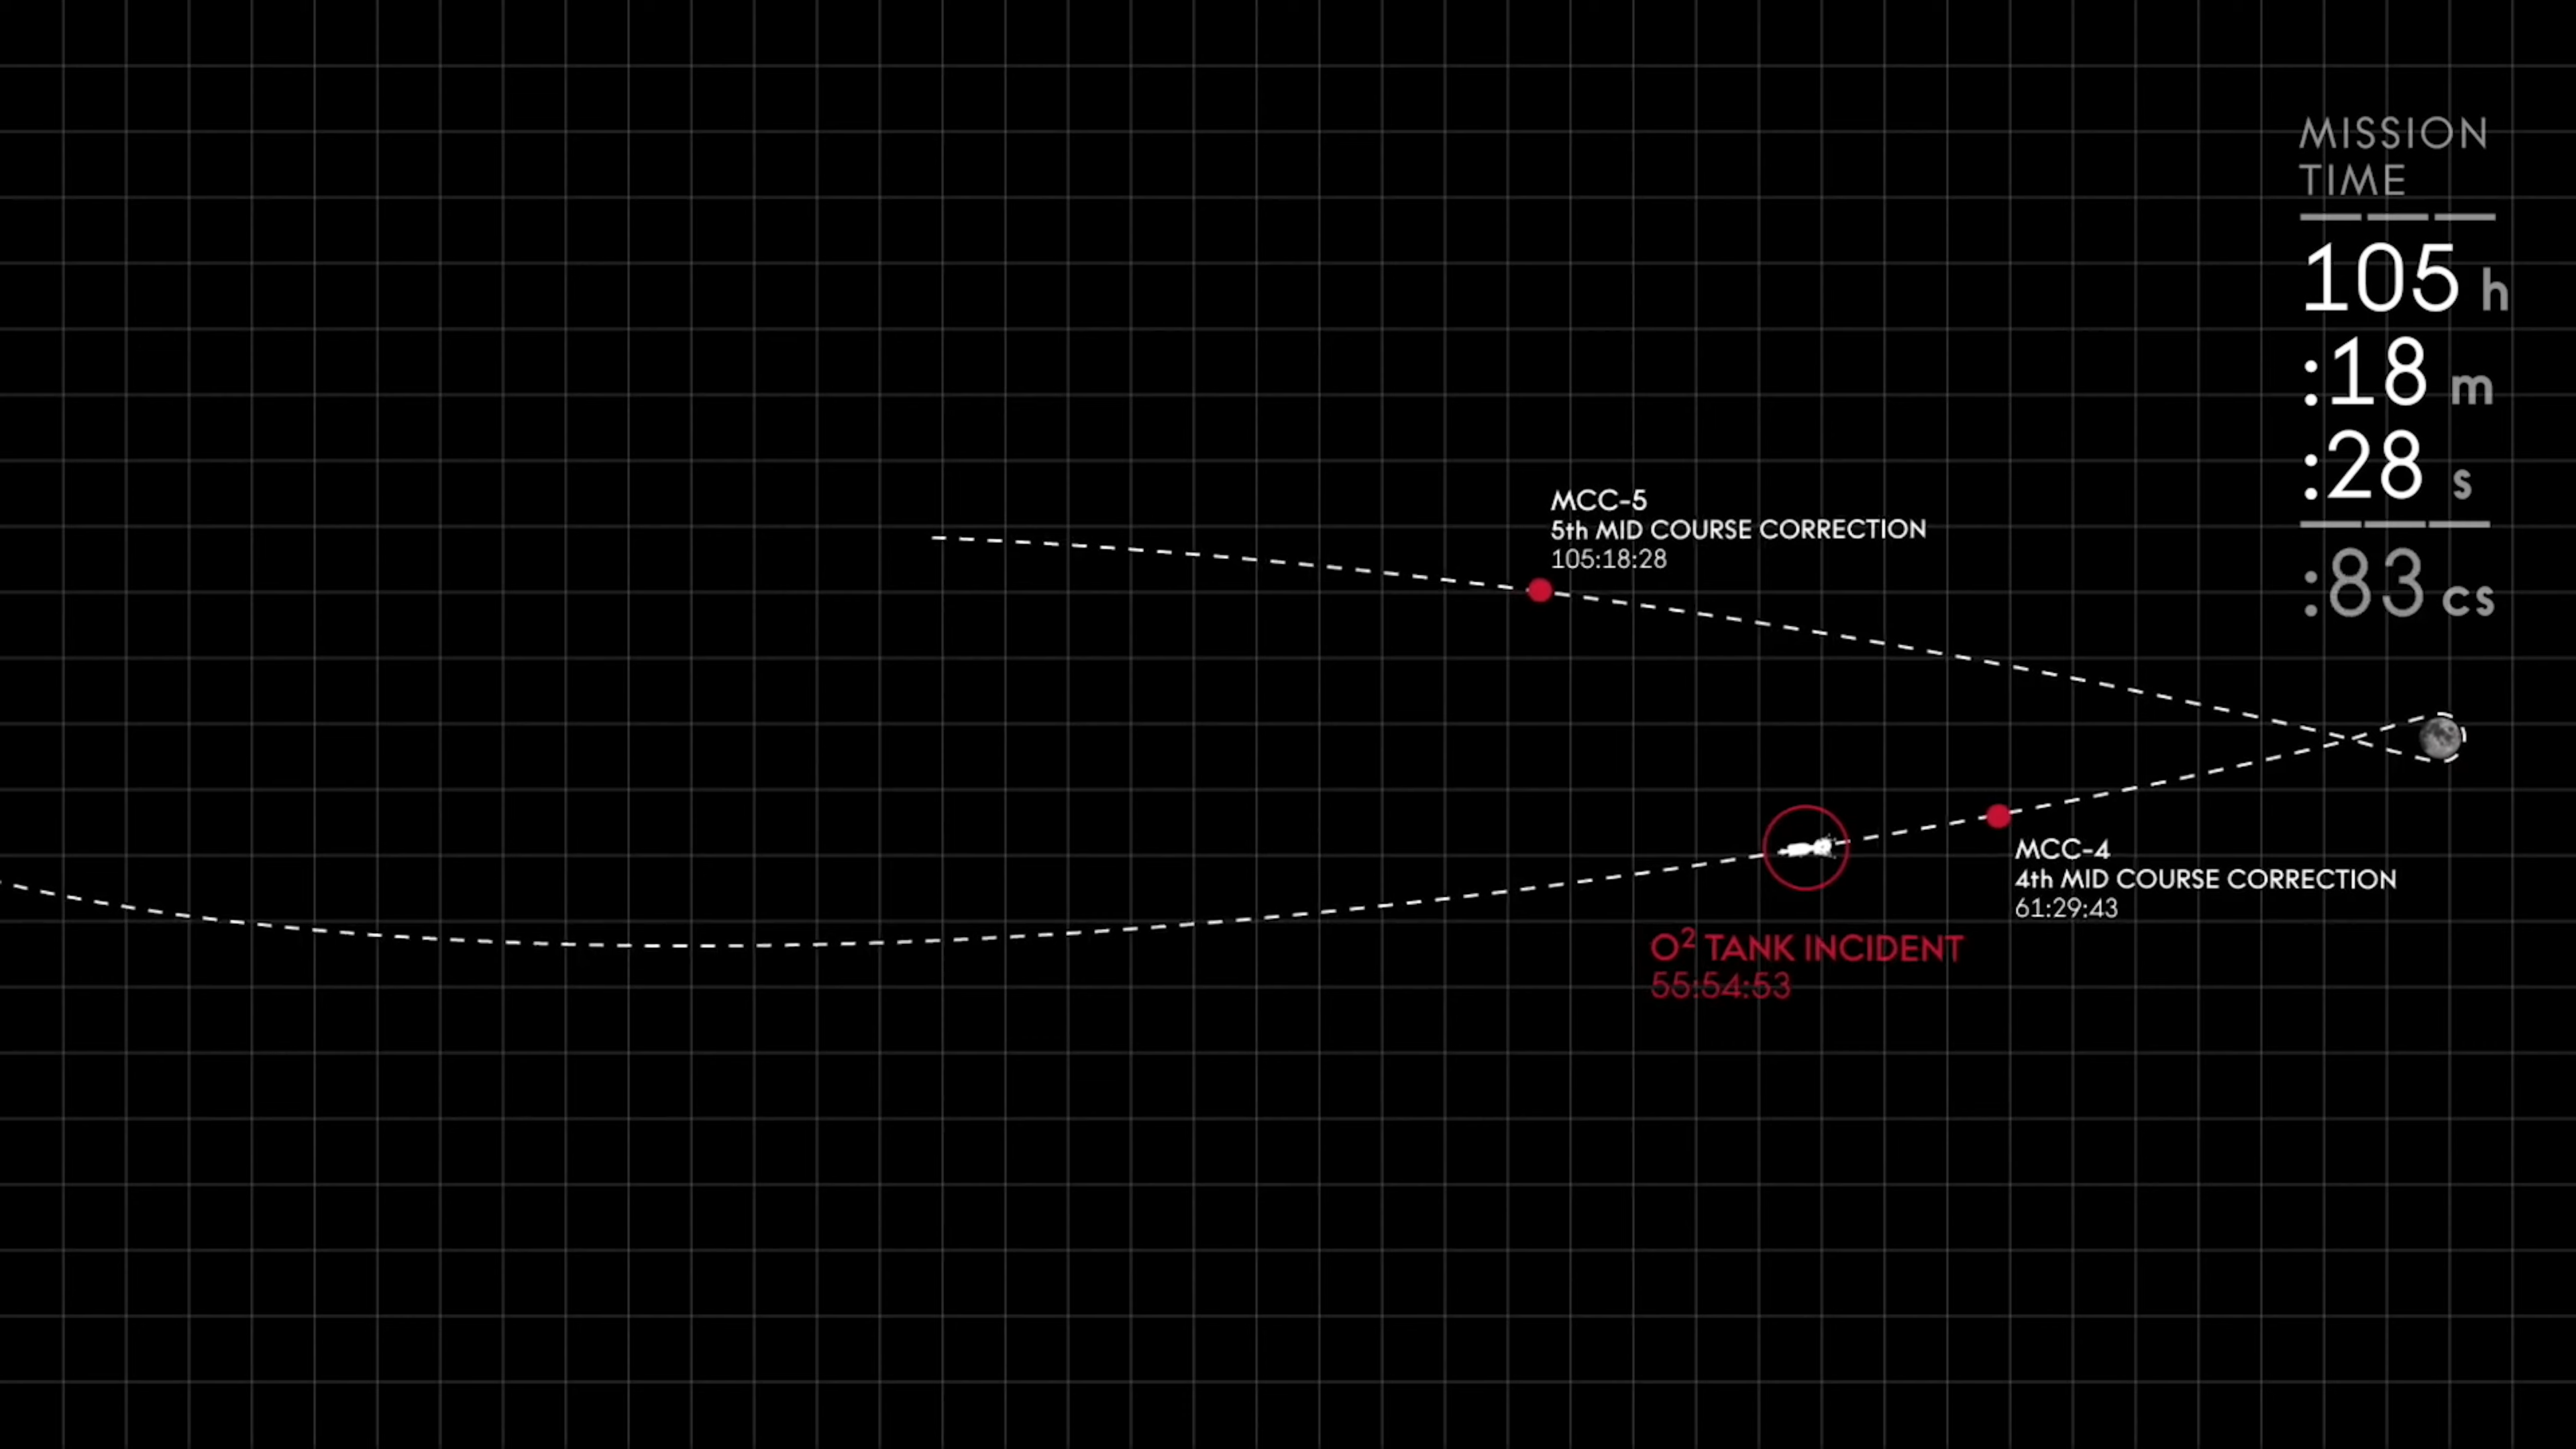 MISSION
TIME
105 h
:18 m
:28 s
:83 cs
MCC-5
5th MID COURSE CORRECTION
105:18:28
MCC-4
4th MID COURSE CORRECTION
61:29:43
O² TANK INCIDENT
55:54:53